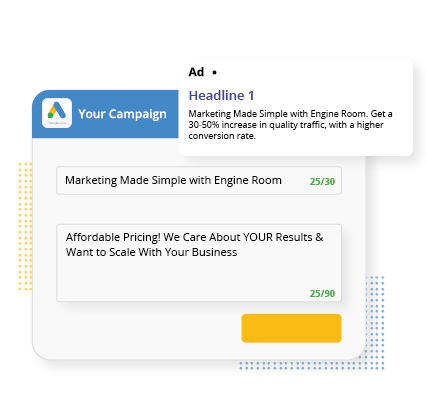 Ad •
Headline 1
Marketing Made Simple with Engine Room. Get a
30-50% increase in quality traffic, with a higher
conversion rate.
Your Campaign
Marketing Made Simple with Engine Room 25/30
Affordable Pricing! We Care About YOUR Results &
Want to Scale With Your Business
25/90